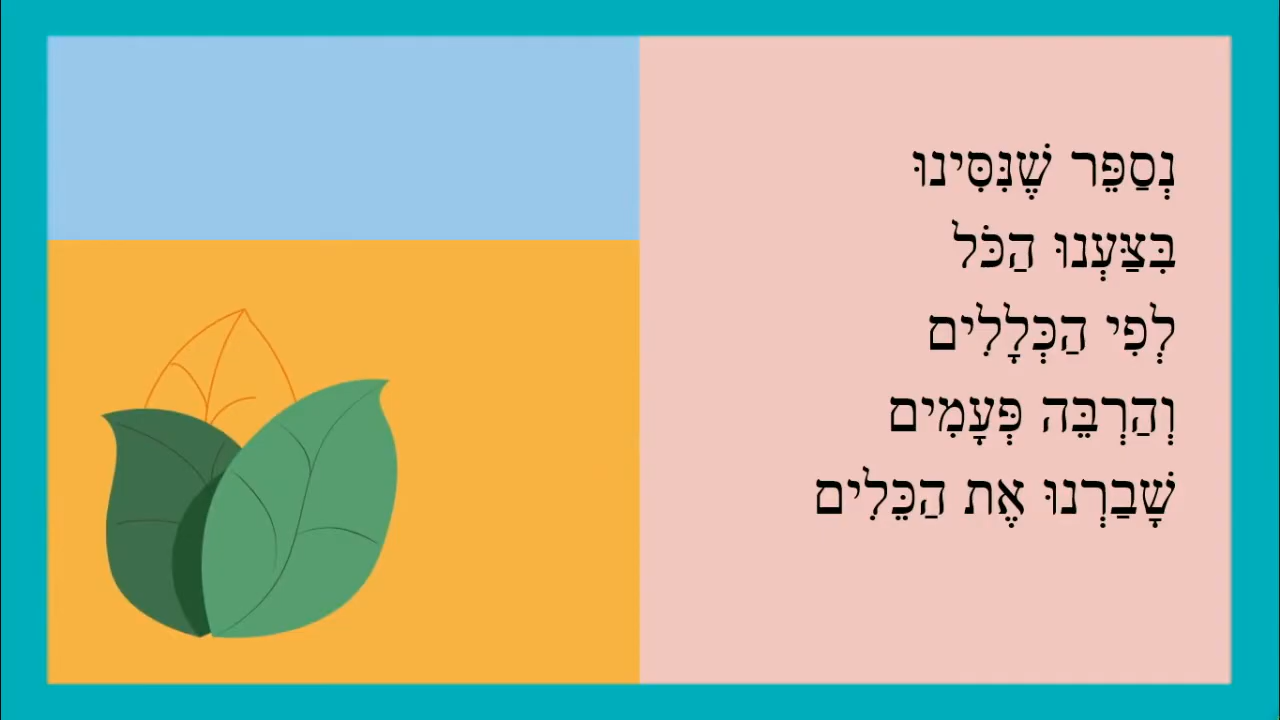 נְסַפֵּר שֶׁנִּסִּינוּ
בִּצַּעְנוּ הַכֹּל
לְפִי הַכְּלָלִים
וְהַרְבֵּה פְּעָמִים
שָׁבַרְנוּ אֶת הַכֵּלִים